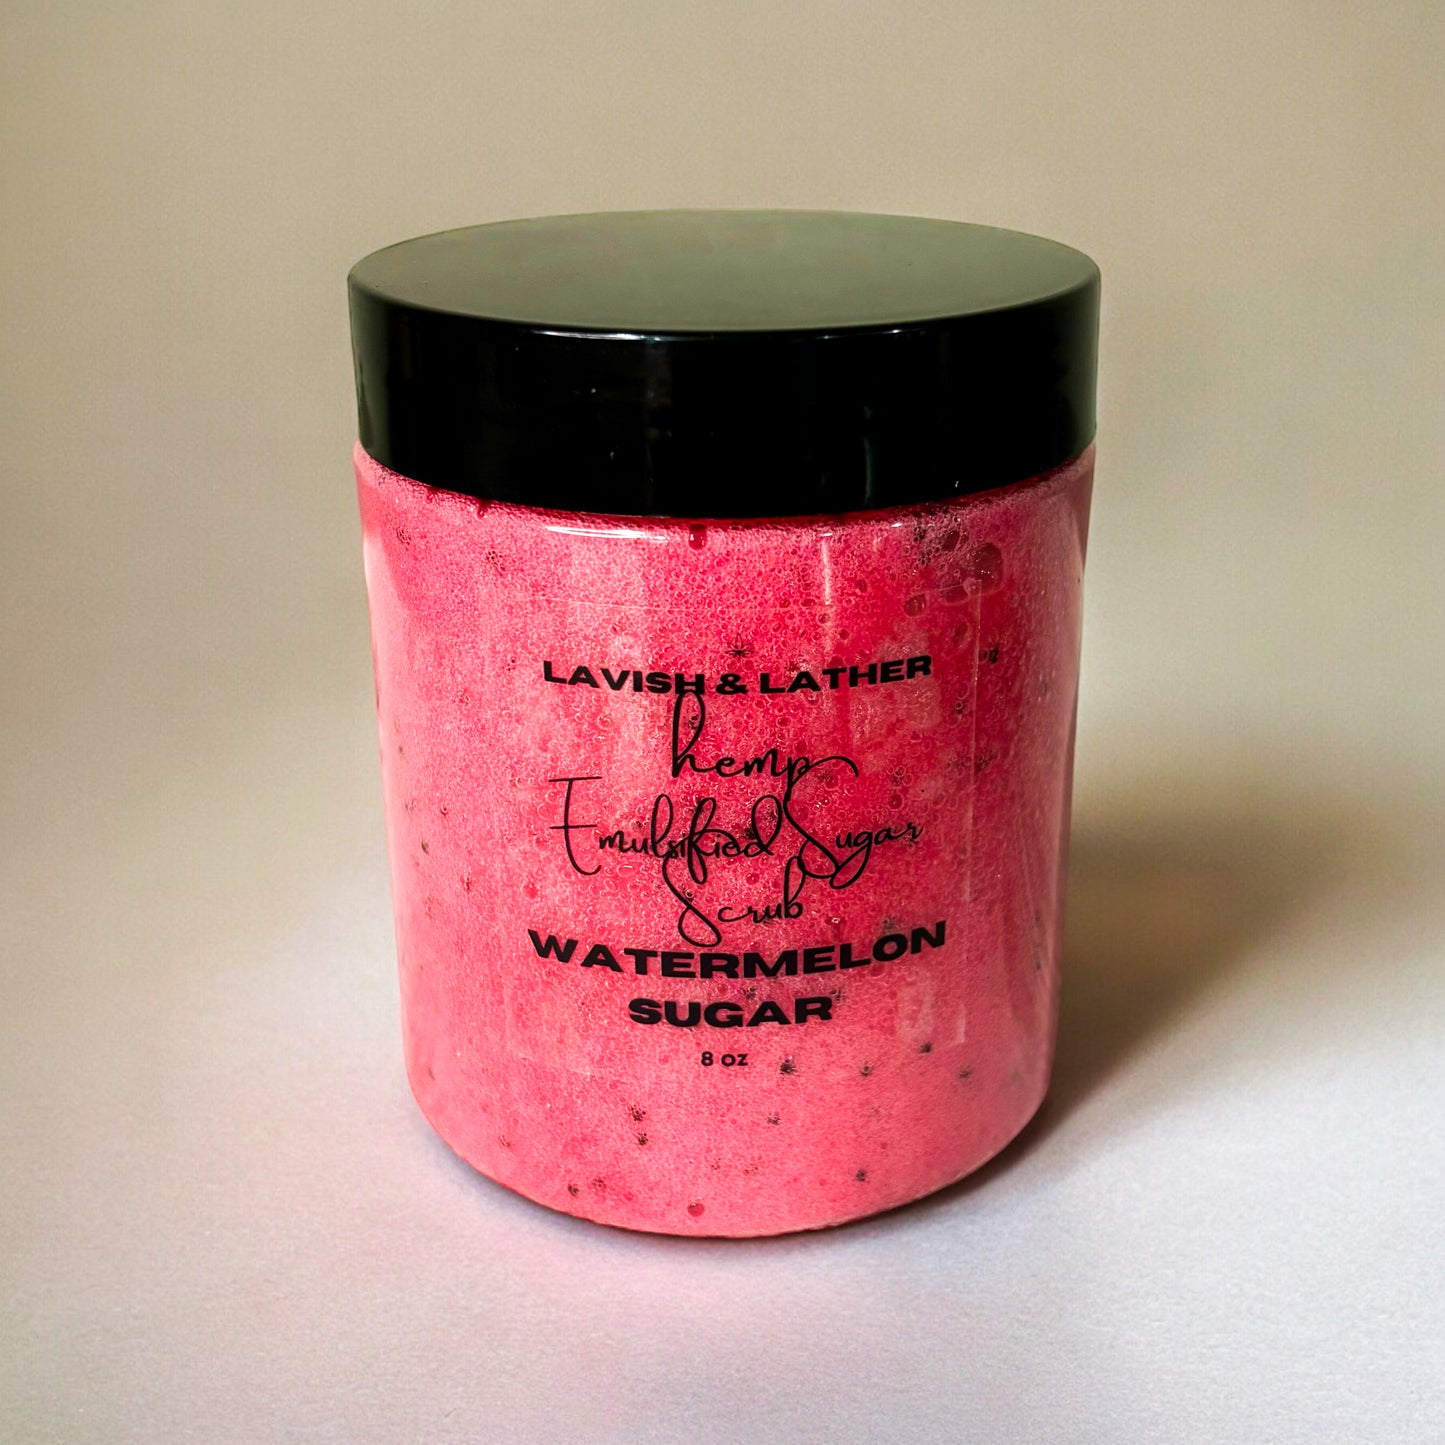 LAVISH & LATHER
hemp
Emulsified Sugar
Scrub
WATERMELON
SUGAR
8 oz